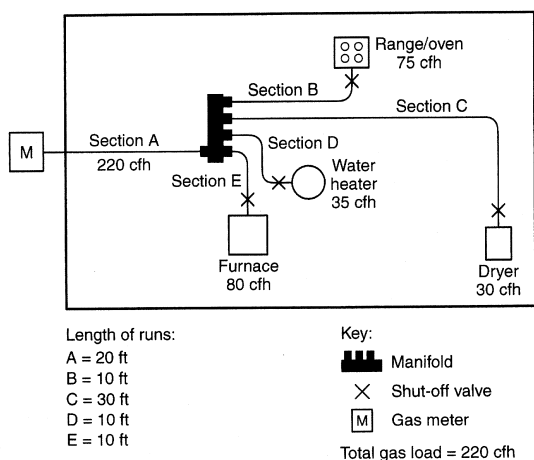 Range/oven
75 cfh
Section B
Section C
Section A
220 cfh
M
Section D
Section E
Water
heater
35 cfh
Furnace
80 cfh
Dryer
30 cfh
Length of runs:
A = 20 ft
B = 10 ft
C = 30 ft
D = 10 ft
E = 10 ft
Key:
Manifold
Shut-off valve
M Gas meter
Total gas load = 220 cfh